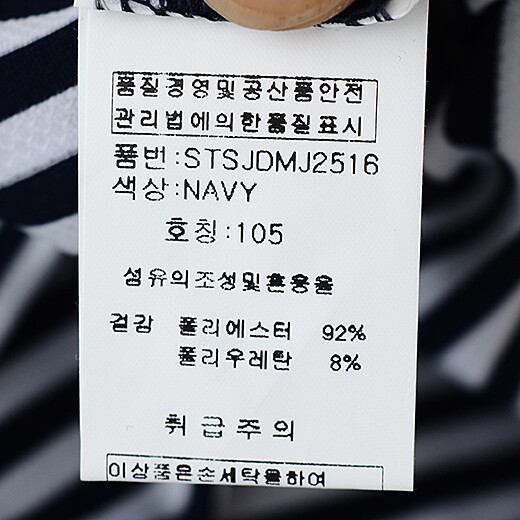 품질경영및공산품안전
관리법에의한품질표시
품번:STSJDMJ2516
색상:NAVY
호칭:105
섬유의조성및혼용율
겉감 폴리에스터 92%
폴리우레탄 8%
취급주의
이상품은손세탁을하여